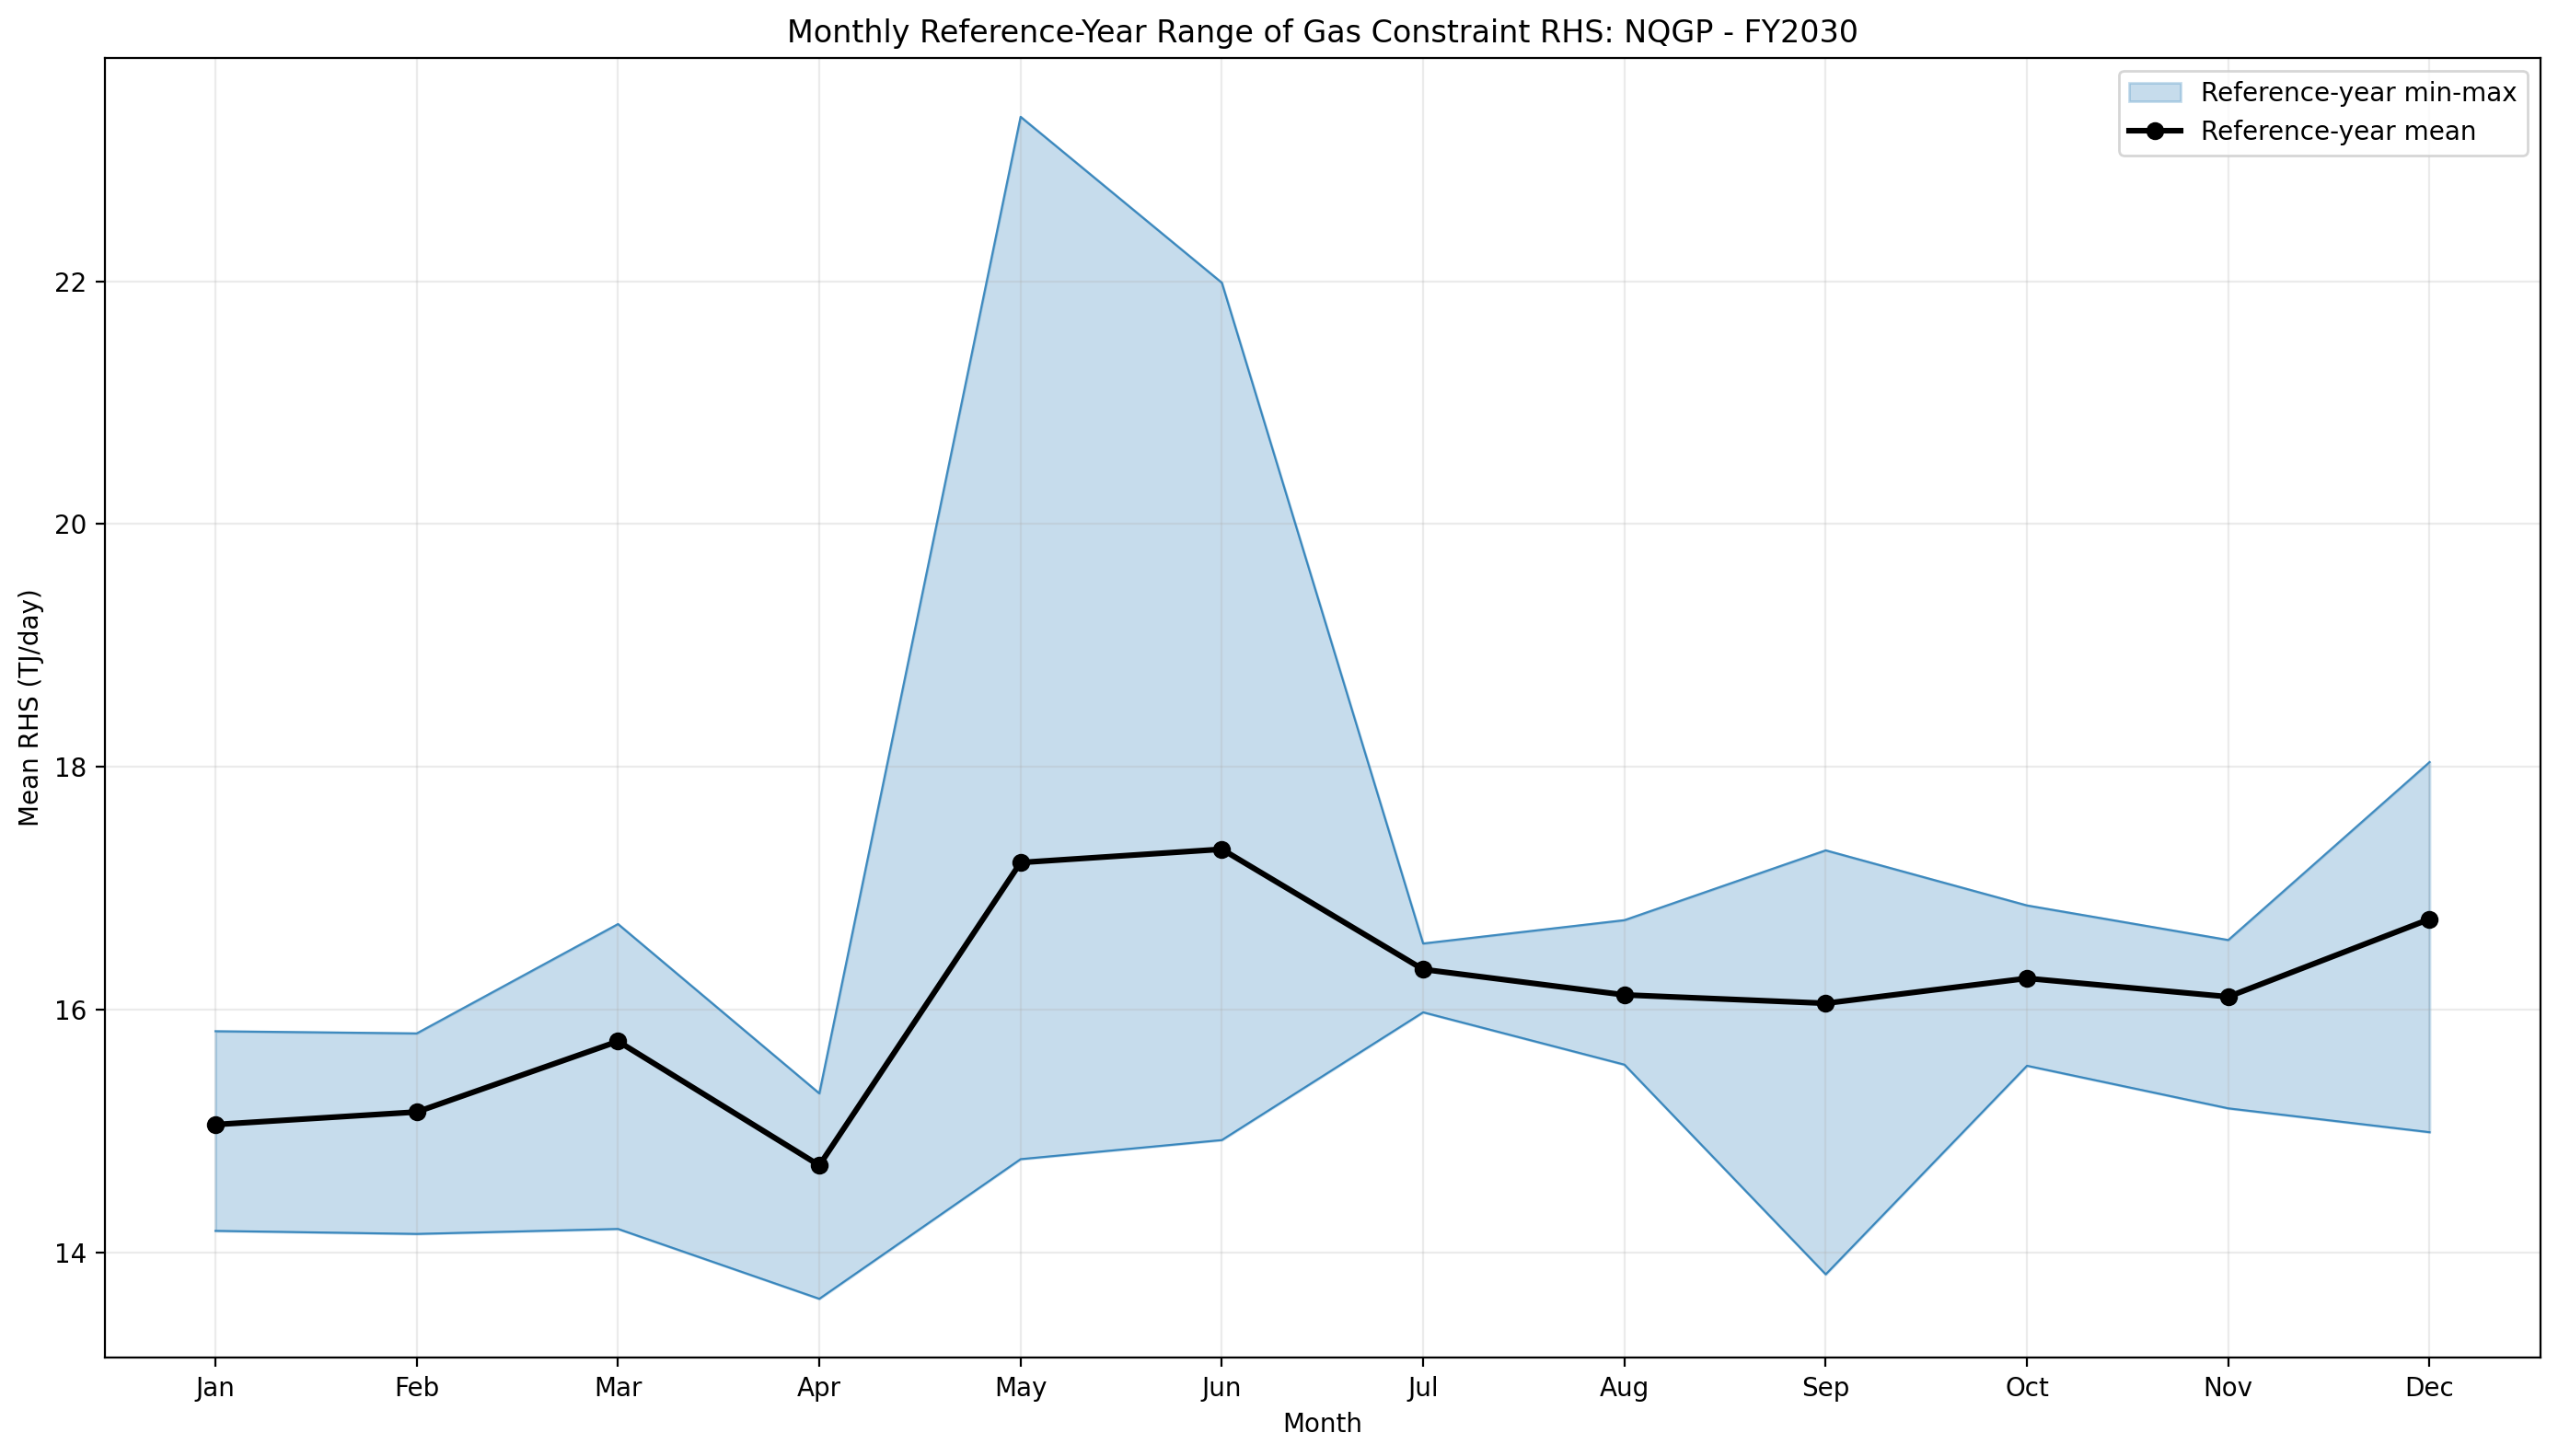 Monthly Reference-Year Range of Gas Constraint RHS: NQGP - FY2030
Reference-year min-max
Reference-year mean
Mean RHS (TJ/day)
22
20
18
16
14
Jan Feb Mar Apr May Jun Jul Aug Sep Oct Nov Dec
Month